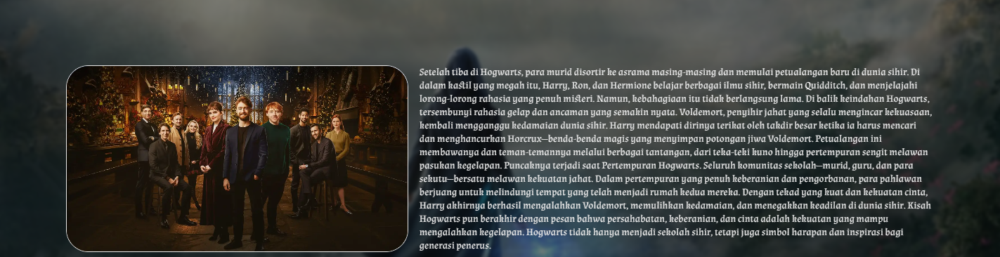 Setelah tiba di Hogwarts, para murid disortir ke asrama masing-masing dan memulai petualangan baru di dunia sihir. Di
dalam kastil yang megah itu, Harry, Ron, dan Hermione belajar berbagai ilmu sihir, bermain Quidditch, dan menjelajahi
lorong-lorong rahasia yang penuh misteri. Namun, kebahagiaan itu tidak berlangsung lama. Di balik keindahan Hogwarts,
tersembunyi rahasia gelap dan ancaman yang semakin nyata. Voldemort, penyihir jahat yang selalu mengincar kekuasaan,
kembali mengganggu kedamaian dunia sihir. Harry mendapati dirinya terikat oleh takdir besar ketika ia harus mencari
dan menghancurkan Horcrux—benda-benda magis yang menyimpan potongan jiwa Voldemort. Petualangan ini
membawanya dan teman-temannya melalui berbagai tantangan, dari teka-teki kuno hingga pertempuran sengit melawan
pasukan kegelapan. Puncaknya terjadi saat Pertempuran Hogwarts. Seluruh komunitas sekolah—murid, guru, dan para
sekutu—bersatu melawan kekuatan jahat. Dalam pertempuran yang penuh keberanian dan pengorbanan, para pahlawan
berjuang untuk melindungi tempat yang telah menjadi rumah kedua mereka. Dengan tekad yang kuat dan kekuatan cinta,
Harry akhirnya berhasil mengalahkan Voldemort, memulihkan kedamaian, dan menegakkan keadilan di dunia sihir. Kisah
Hogwarts pun berakhir dengan pesan bahwa persahabatan, keberanian, dan cinta adalah kekuatan yang mampu
mengalahkan kegelapan. Hogwarts tidak hanya menjadi sekolah sihir, tetapi juga simbol harapan dan inspirasi bagi
generasi penerus.